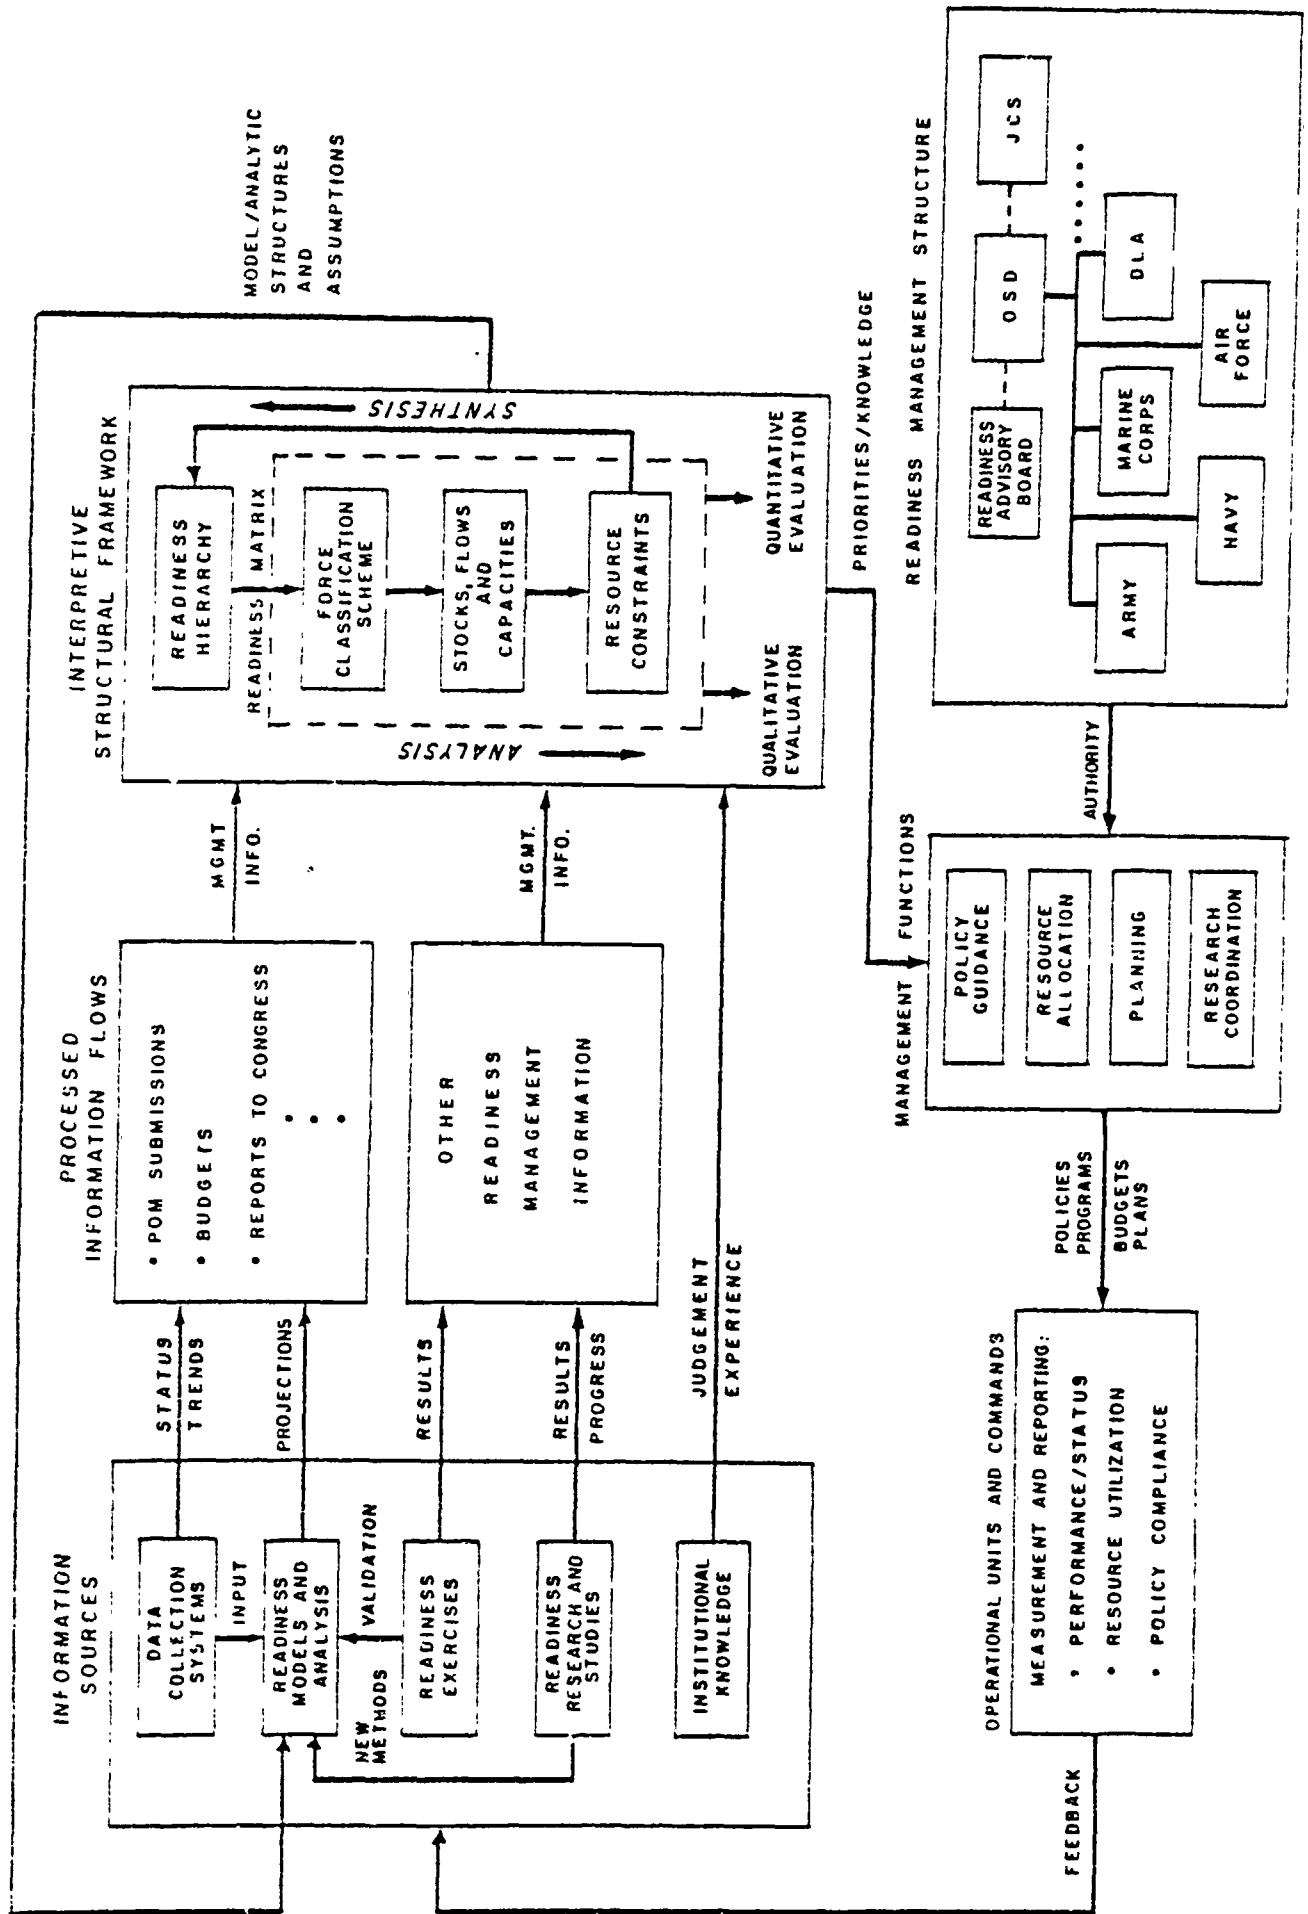 INFORMATION
SOURCES
DATA
COLLECTION
SYSTEMS
INPUT
READINESS
MODELS AND
ANALYSIS
NEW
METHODS
VALIDATION
READINESS
EXERCISES
READINESS
RESEARCH AND
STUDIES
INSTITUTIONAL
KNOWLEDGE
STATUS
TRENDS
PROJECTIONS
RESULTS
RESULTS
PROGRESS
JUDGEMENT
EXPERIENCE
PROCESSED
INFORMATION FLOWS
• POM SUBMISSIONS
• BUDGETS
• REPORTS TO CONGRESS
•
•
•
OTHER
READINESS
MANAGEMENT
INFORMATION
MGMT
INFO.
MGMT.
INFO.
INTERPRETIVE
STRUCTURAL FRAMEWORK
READINESS
HIERARCHY
READINESS MATRIX
FORCE
CLASSIFICATION
SCHEME
STOCKS, FLOWS
AND
CAPACITIES
RESOURCE
CONSTRAINTS
ANALYSIS
SYNTHESIS
QUALITATIVE
EVALUATION
QUANTITATIVE
EVALUATION
MODEL/ANALYTIC
STRUCTURES
AND
ASSUMPTIONS
PRIORITIES/KNOWLEDGE
OPERATIONAL UNITS AND COMMANDS
MEASUREMENT AND REPORTING:
• PERFORMANCE/STATUS
• RESOURCE UTILIZATION
• POLICY COMPLIANCE
FEEDBACK
POLICIES
PROGRAMS
BUDGETS
PLANS
MANAGEMENT FUNCTIONS
POLICY
GUIDANCE
RESOURCE
ALLOCATION
PLANNING
RESEARCH
COORDINATION
AUTHORITY
READINESS MANAGEMENT STRUCTURE
READINESS
ADVISORY
BOARD
OSD
JCS
ARMY
NAVY
MARINE
CORPS
AIR
FORCE
DLA
• • • • • •